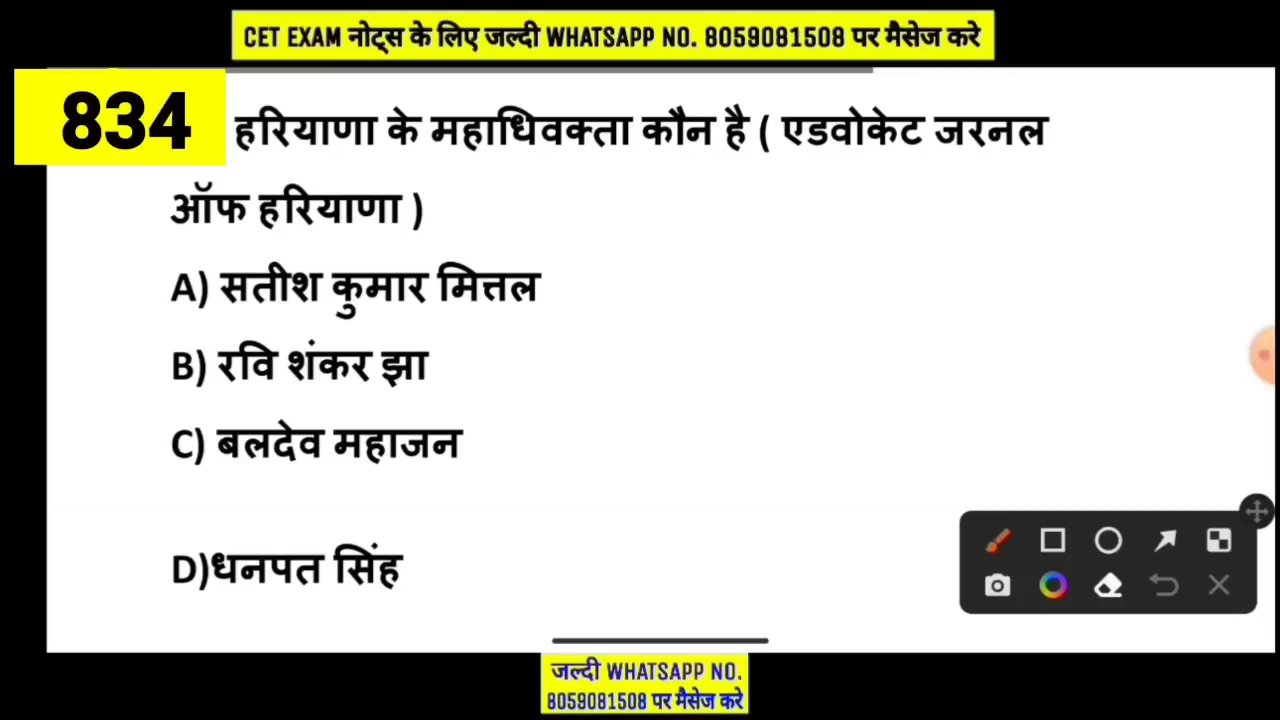 CET EXAM नोट्स के लिए जल्दी WHATSAPP NO. 8059081508 पर मैसेज करे
834
हरियाणा के महाधिवक्ता कौन है ( एडवोकेट जरनल
ऑफ हरियाणा )
A) सतीश कुमार मित्तल
B) रवि शंकर झा
C) बलदेव महाजन
D)धनपत सिंह
जल्दी WHATSAPP NO.
8059081508 पर मैसेज करे